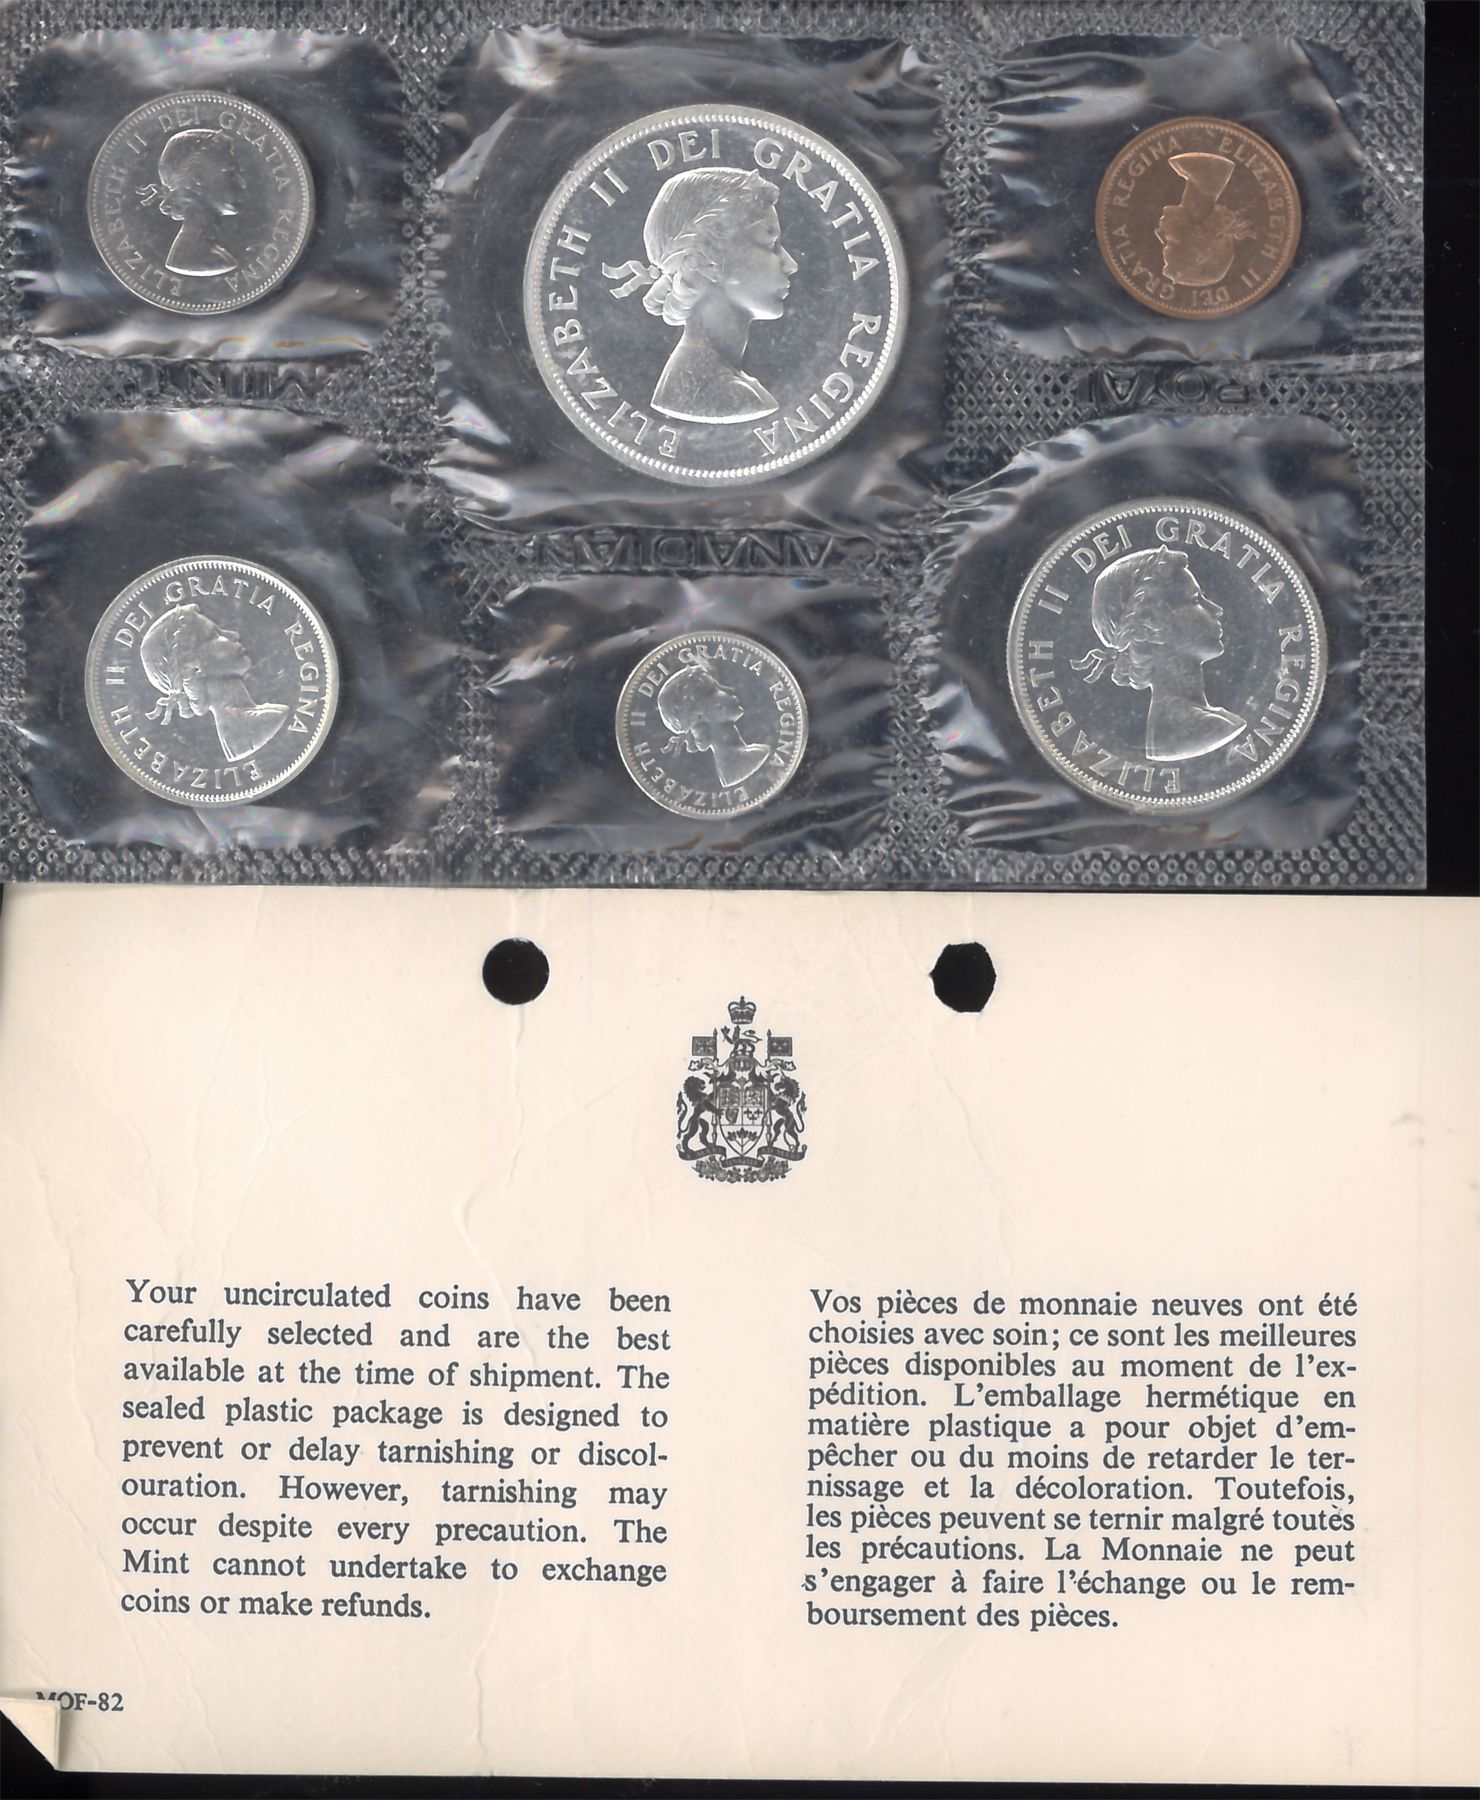 ELIZABETH II DEI GRATIA REGINA
ELIZABETH II DEI GRATIA REGINA
ELIZABETH II DEI GRATIA REGINA
MINT
ROYAL
ELIZABETH II DEI GRATIA REGINA
CANADIAN
ELIZABETH II DEI GRATIA REGINA
ELIZABETH II DEI GRATIA REGINA
Your uncirculated coins have been
carefully selected and are the best
available at the time of shipment. The
sealed plastic package is designed to
prevent or delay tarnishing or discol-
ouration. However, tarnishing may
occur despite every precaution. The
Mint cannot undertake to exchange
coins or make refunds.
Vos pièces de monnaie neuves ont été
choisies avec soin; ce sont les meilleures
pièces disponibles au moment de l'ex-
pédition. L'emballage hermétique en
matière plastique a pour objet d'em-
pêcher ou du moins de retarder le ter-
nissage et la décoloration. Toutefois,
les pièces peuvent se ternir malgré toutes
les précautions. La Monnaie ne peut
s'engager à faire l'échange ou le rem-
boursement des pièces.
MOF-82